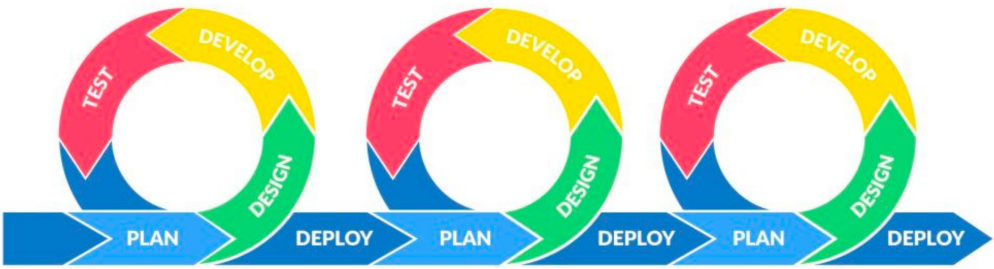 TEST
DEVELOP
DESIGN
PLAN
DEPLOY
TEST
DEVELOP
DESIGN
PLAN
DEPLOY
TEST
DEVELOP
DESIGN
PLAN
DEPLOY